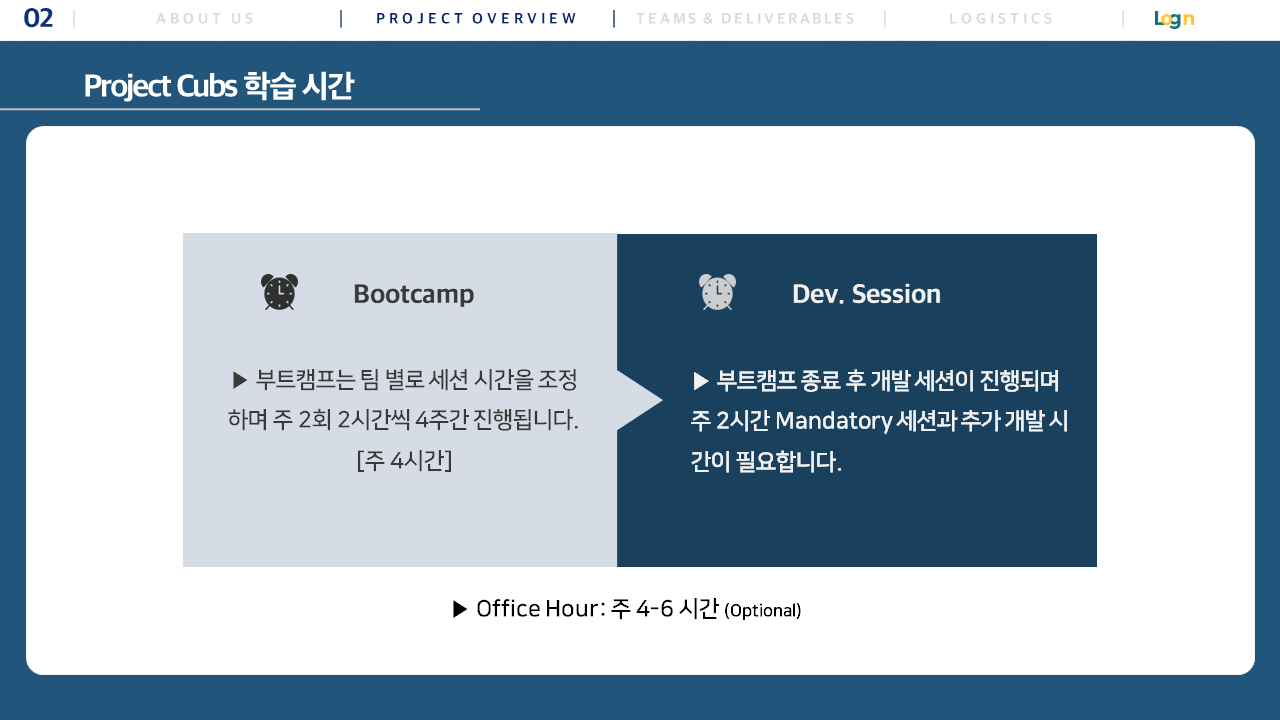 02 | ABOUT US | PROJECT OVERVIEW | TEAMS & DELIVERABLES | LOGISTICS | Login
Project Cubs 학습 시간
Bootcamp
▶ 부트캠프는 팀 별로 세션 시간을 조정
하며 주 2회 2시간씩 4주간 진행됩니다.
[주 4시간]
Dev. Session
▶ 부트캠프 종료 후 개발 세션이 진행되며
주 2시간 Mandatory 세션과 추가 개발 시
간이 필요합니다.
▶ Office Hour: 주 4-6 시간 (Optional)